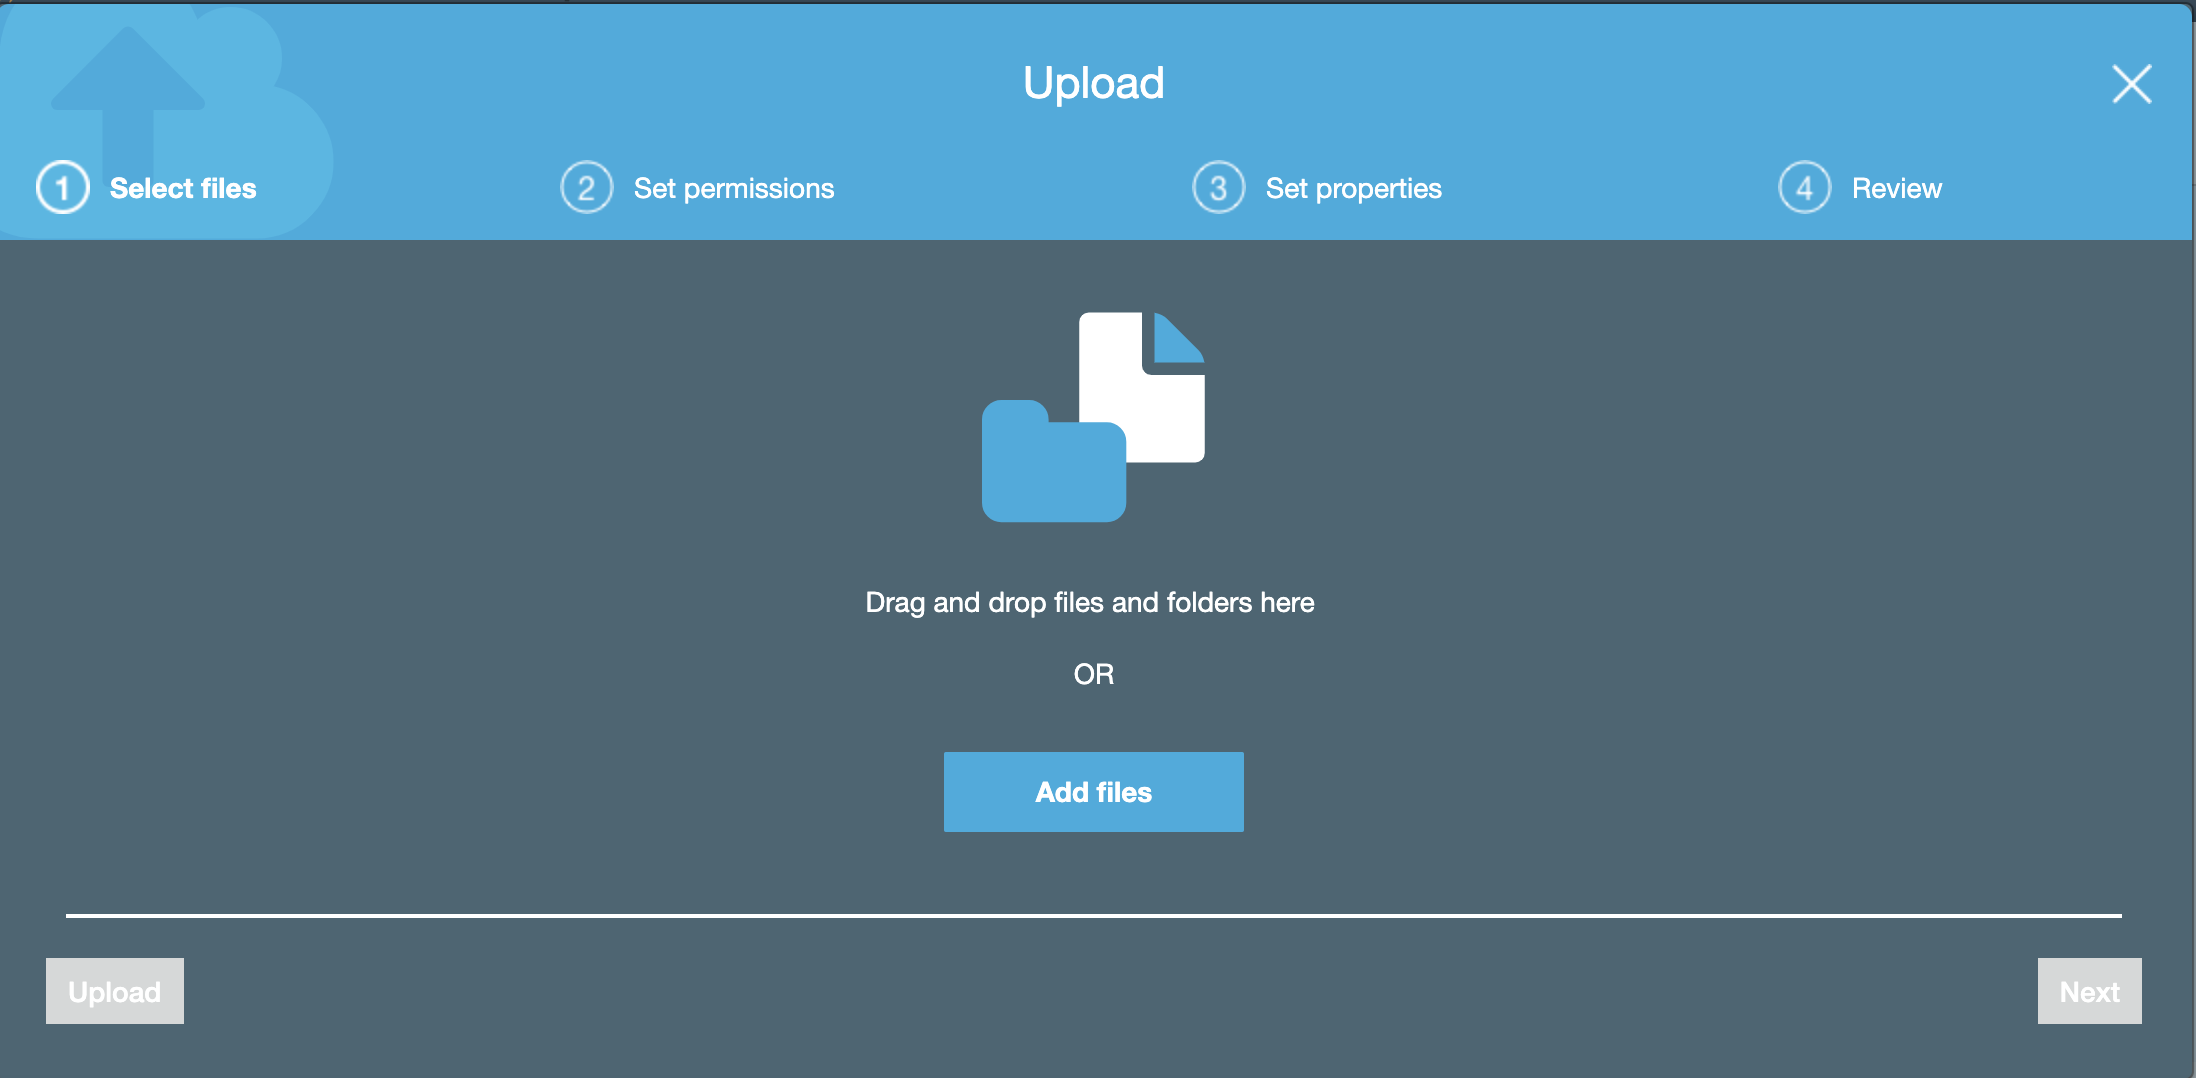 Upload
1 Select files
2 Set permissions
3 Set properties
4 Review
Drag and drop files and folders here
OR
Add files
Upload
Next